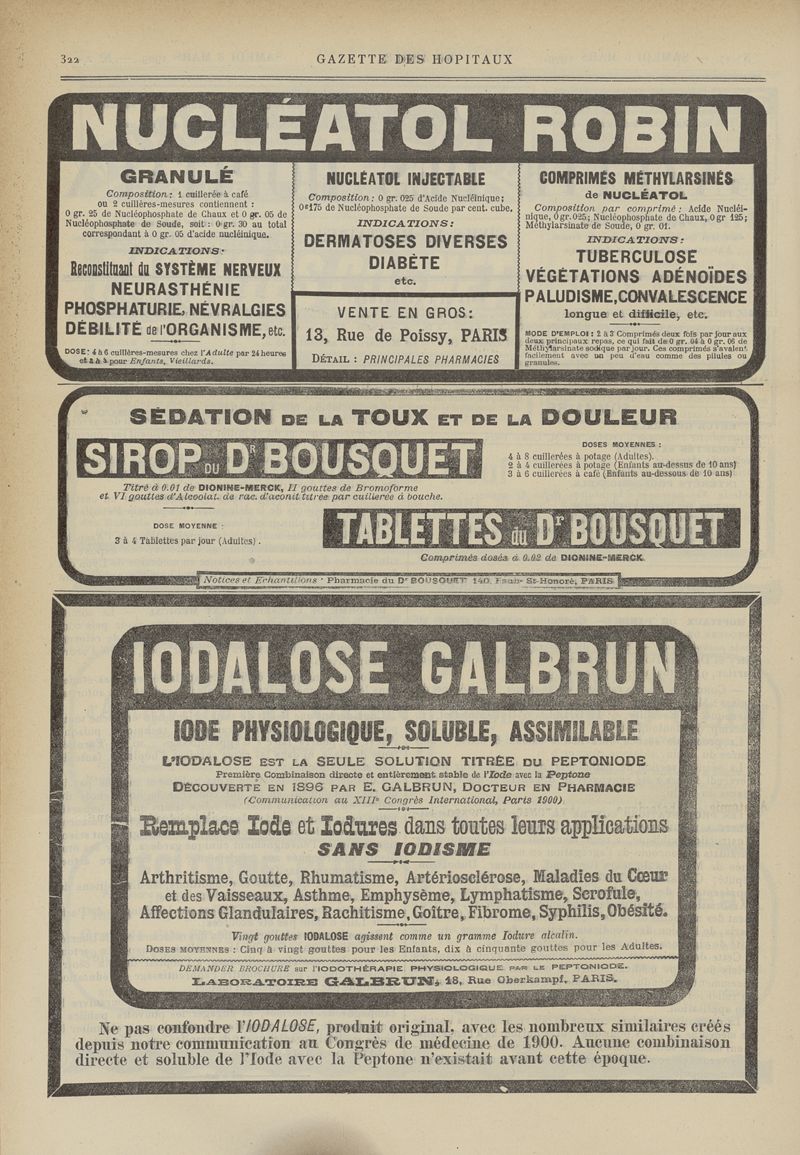 322
GAZETTE DES HOPITAUX
NUCLÉATOL ROBIN
GRANULÉ
Composition: 1 cuillerée à café
ou 2 cuillères-mesures contiennent :
0 gr. 25 de Nucléophosphate de Chaux et 0 gr. 05 de
Nucléophosphate de Soude, soit : 0 gr. 30 au total
correspondant à 0 gr. 05 d'acide nucléinique.
INDICATIONS:
Reconstituant du SYSTÈME NERVEUX
NEURASTHÉNIE
PHOSPHATURIE, NÉVRALGIES
DÉBILITÉ de l'ORGANISME, etc.
DOSE: 4 à 6 cuillères-mesures chez l'Adulte par 24 heures
et 2 à 4 pour Enfants, Vieillards.
NUCLÉATOL INJECTABLE
Composition : 0 gr. 025 d'Acide Nucléinique;
0g175 de Nucléophosphate de Soude par cent. cube.
INDICATIONS:
DERMATOSES DIVERSES
DIABÈTE
etc.
VENTE EN GROS:
13, Rue de Poissy, PARIS
DÉTAIL : PRINCIPALES PHARMACIES
COMPRIMÉS MÉTHYLARSINÉS
de NUCLÉATOL
Composition par comprimé : Acide Nucléi-
nique, 0 gr. 025; Nucléophosphate de Chaux, 0 gr 125;
Méthylarsinate de Soude, 0 gr. 01.
INDICATIONS:
TUBERCULOSE
VÉGÉTATIONS ADÉNOÏDES
PALUDISME, CONVALESCENCE
longue et difficile, etc.
MODE D'EMPLOI : 2 à 3 Comprimés deux fois par jour aux
deux principaux repas, ce qui fait de 0 gr. 04 à 0 gr. 06 de
Méthylarsinate sodique par jour. Ces comprimés s'avalent
facilement avec un peu d'eau comme des pilules ou
granules.
SÉDATION DE LA TOUX ET DE LA DOULEUR
SIROP DU Dr BOUSQUET
DOSES MOYENNES :
4 à 8 cuillerées à potage (Adultes).
2 à 4 cuillerées à potage (Enfants au-dessus de 10 ans)
3 à 6 cuillerées à café (Enfants au-dessous de 10 ans)
Titré à 0.01 de DIONINE-MERCK, II gouttes de Bromoforme
et VI gouttes d'Alcoolat. de rac. d'aconit titrée par cuillerée à bouche.
DOSE MOYENNE :
3 à 4 Tablettes par jour (Adultes).
TABLETTES du Dr BOUSQUET
Comprimés dosés à 0.02 de DIONINE-MERCK
Notices et Echantillons : Pharmacie du Dr BOUSQUET 140, Faubg St-Honoré, PARIS
IODALOSE GALBRUN
IODE PHYSIOLOGIQUE, SOLUBLE, ASSIMILABLE
L'IODALOSE EST LA SEULE SOLUTION TITRÉE DU PEPTONIODE
Première Combinaison directe et entièrement stable de l'Iode avec la Peptone
DÉCOUVERTE EN 1896 PAR E. GALBRUN, DOCTEUR EN PHARMACIE
(Communication au XIIIe Congrès International, Paris 1900)
Remplace Iode et Iodures dans toutes leurs applications
SANS IODISME
Arthritisme, Goutte, Rhumatisme, Artériosclérose, Maladies du Cœur
et des Vaisseaux, Asthme, Emphysème, Lymphatisme, Scrofule,
Affections Glandulaires, Rachitisme, Goître, Fibrome, Syphilis, Obésité.
Vingt gouttes IODALOSE agissent comme un gramme Iodure alcalin.
DOSES MOYENNES : Cinq à vingt gouttes pour les Enfants, dix à cinquante gouttes pour les Adultes.
DEMANDER BROCHURE sur l'IODOTHÉRAPIE PHYSIOLOGIQUE PAR LE PEPTONIODE.
LABORATOIRE GALBRUN, 18, Rue Oberkampf, PARIS.
Ne pas confondre l'IODALOSE, produit original, avec les nombreux similaires créés
depuis notre communication au Congrès de médecine de 1900. Aucune combinaison
directe et soluble de l'Iode avec la Peptone n'existait avant cette époque.